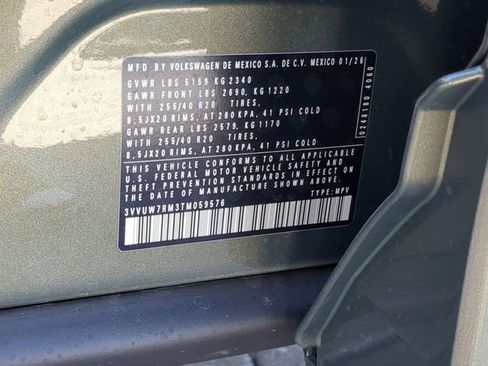 MFD BY VOLKSWAGEN DE MEXICO S.A. DE C.V. MEXICO 01/26
GVWR LBS 5159 KG 2340
GAWR FRONT LBS 2690, KG 1220
WITH 255/40 R20 TIRES,
8,5JX20 RIMS, AT 280 KPA, 41 PSI COLD
GAWR REAR LBS 2579, KG 1170
WITH 255/40 R20 TIRES,
8,5JX20 RIMS, AT 280 KPA, 41 PSI COLD
THIS VEHICLE CONFORMS TO ALL APPLICABLE
U.S. FEDERAL MOTOR VEHICLE SAFETY AND
THEFT PREVENTION STANDARDS IN EFFECT ON
THE DATE OF MANUFACTURE SHOWN ABOVE
3VVUW7RM3TM059576 TYPE: MPV
0248180 4060